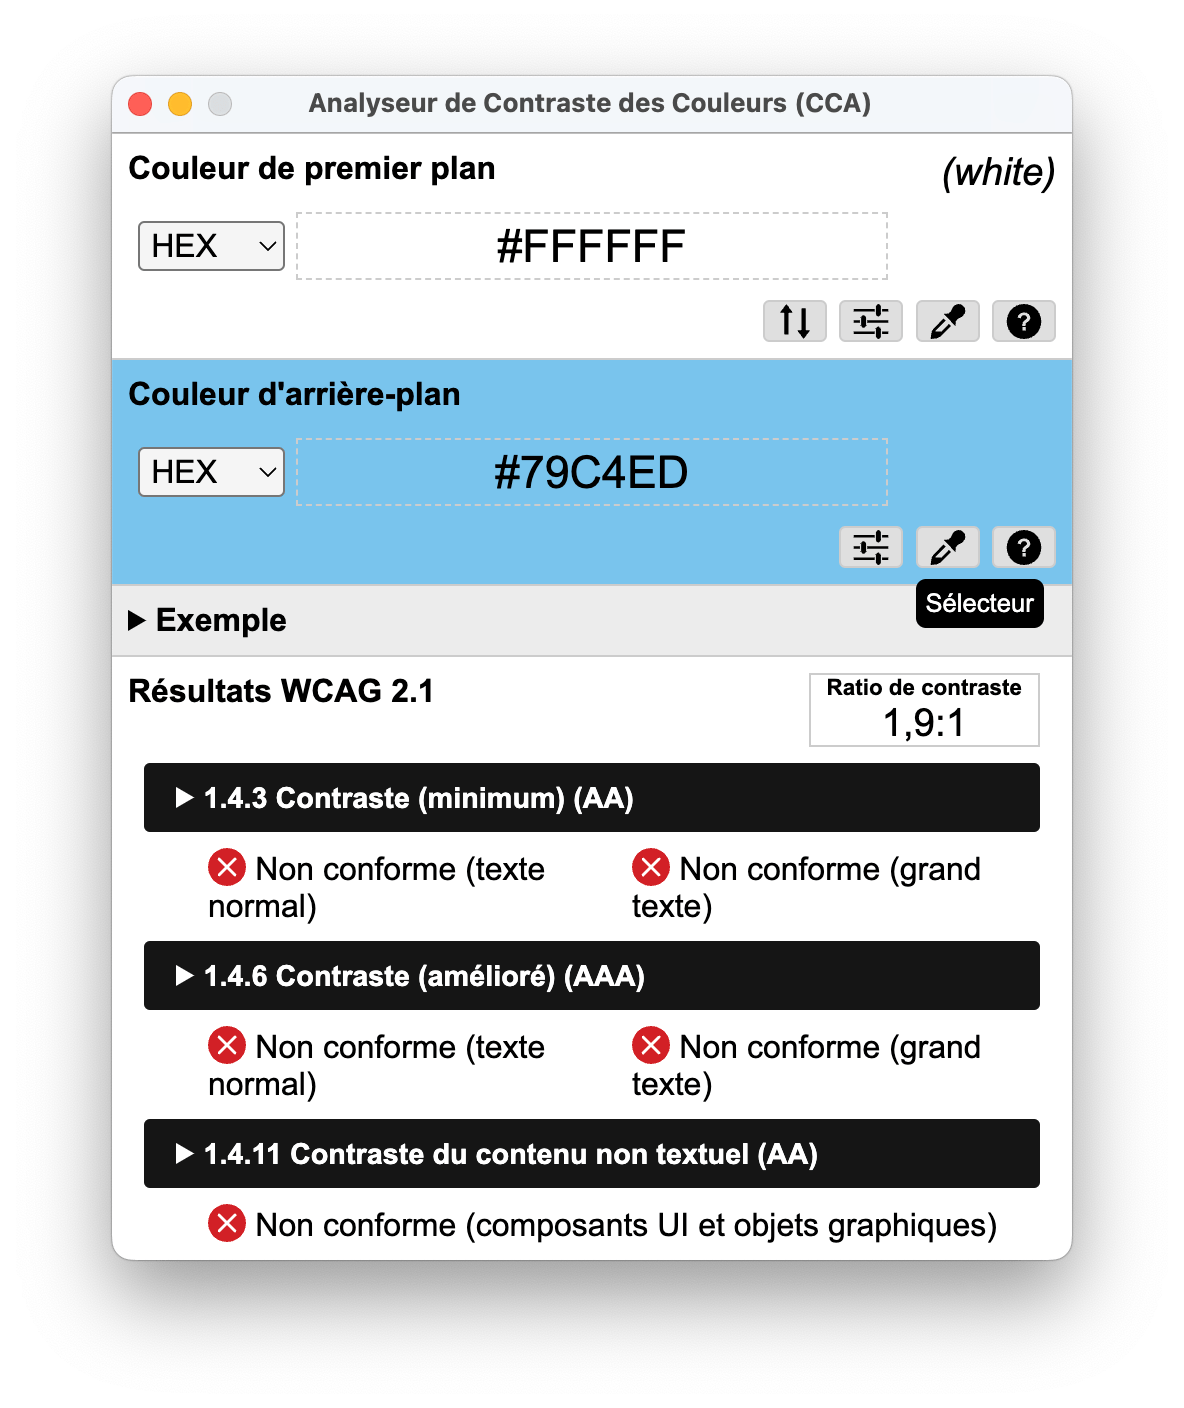 Analyseur de Contraste des Couleurs (CCA)
Couleur de premier plan
(white)
HEX
#FFFFFF
?
Couleur d'arrière-plan
HEX
#79C4ED
?
Sélecteur
Exemple
Résultats WCAG 2.1
Ratio de contraste
1,9:1
1.4.3 Contraste (minimum) (AA)
Non conforme (texte
normal)
Non conforme (grand
texte)
1.4.6 Contraste (amélioré) (AAA)
Non conforme (texte
normal)
Non conforme (grand
texte)
1.4.11 Contraste du contenu non textuel (AA)
Non conforme (composants UI et objets graphiques)